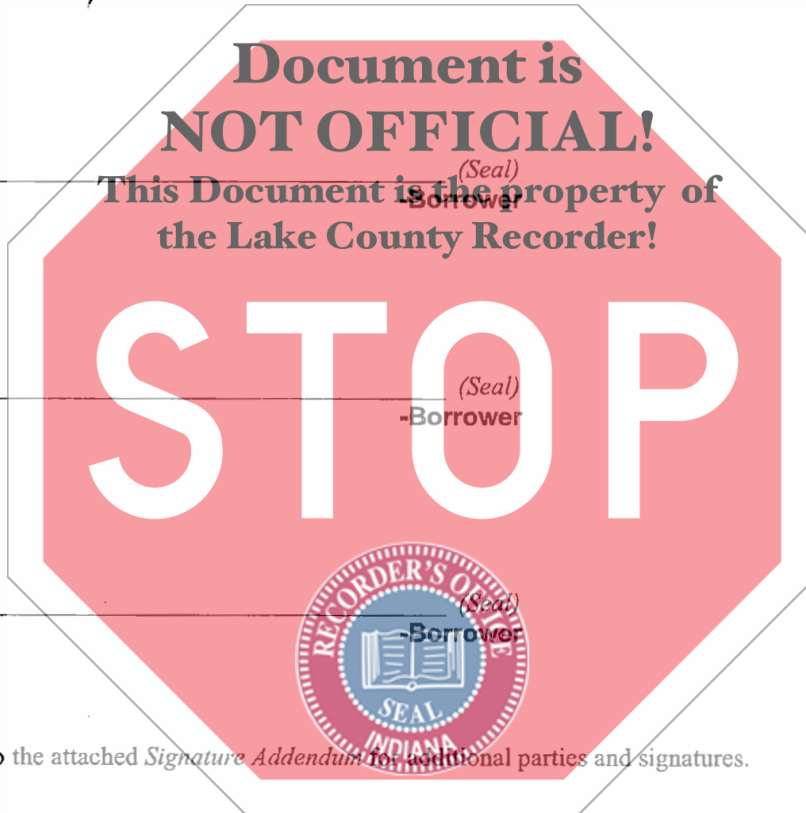 Document is
NOT OFFICIAL!
(Seal)
This Document is the property of
-Borrower
the Lake County Recorder!
STOP
(Seal)
-Borrower
RECORDER'S OFFICE
(Seal)
-Borrower
SEAL
INDIANA
the attached Signature Addendum for additional parties and signatures.